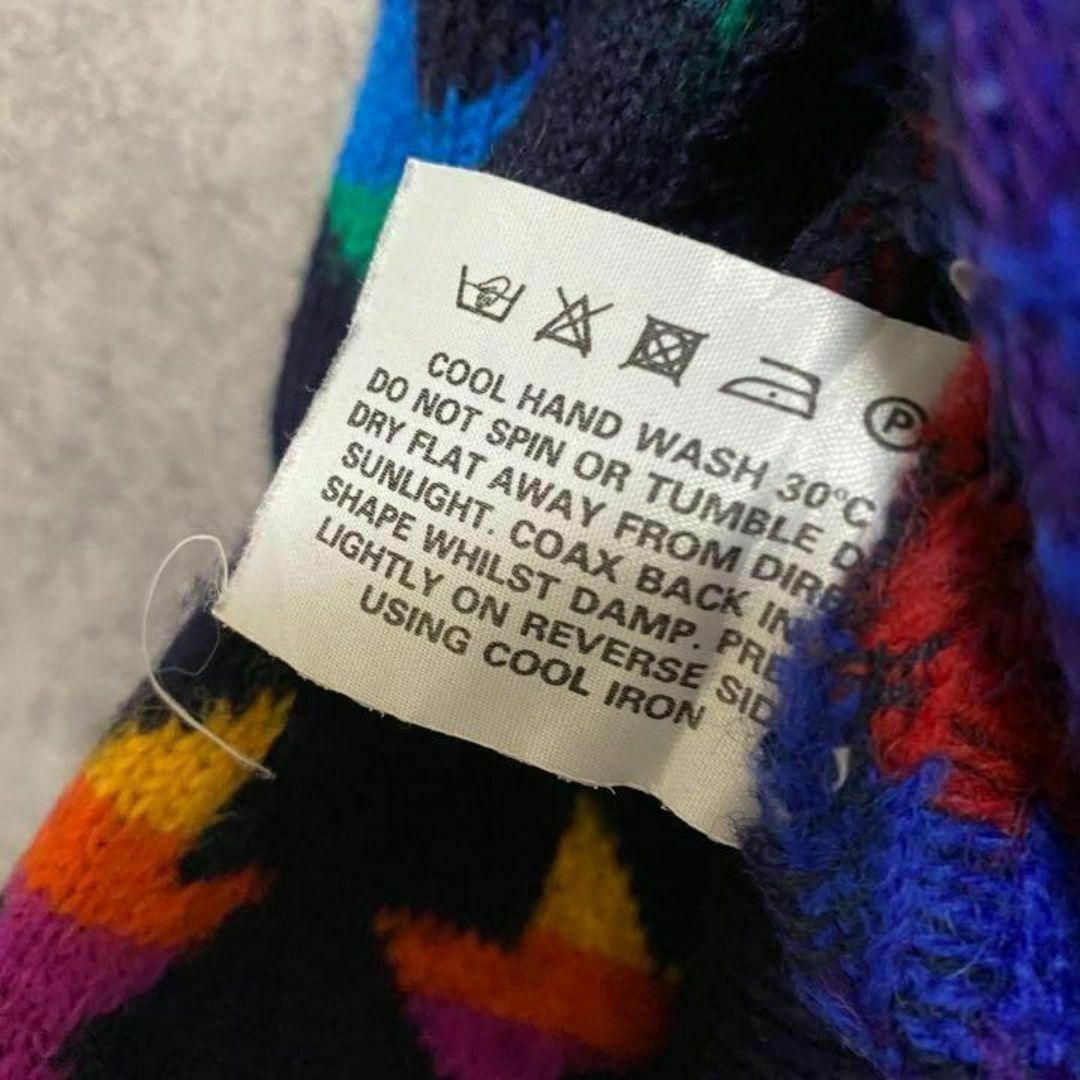 P
COOL HAND WASH 30°C
DO NOT SPIN OR TUMBLE
DRY FLAT AWAY FROM
SUNLIGHT. COAX BACK
SHAPE WHILST DAMP.
LIGHTLY ON REVERSE
USING COOL IRON